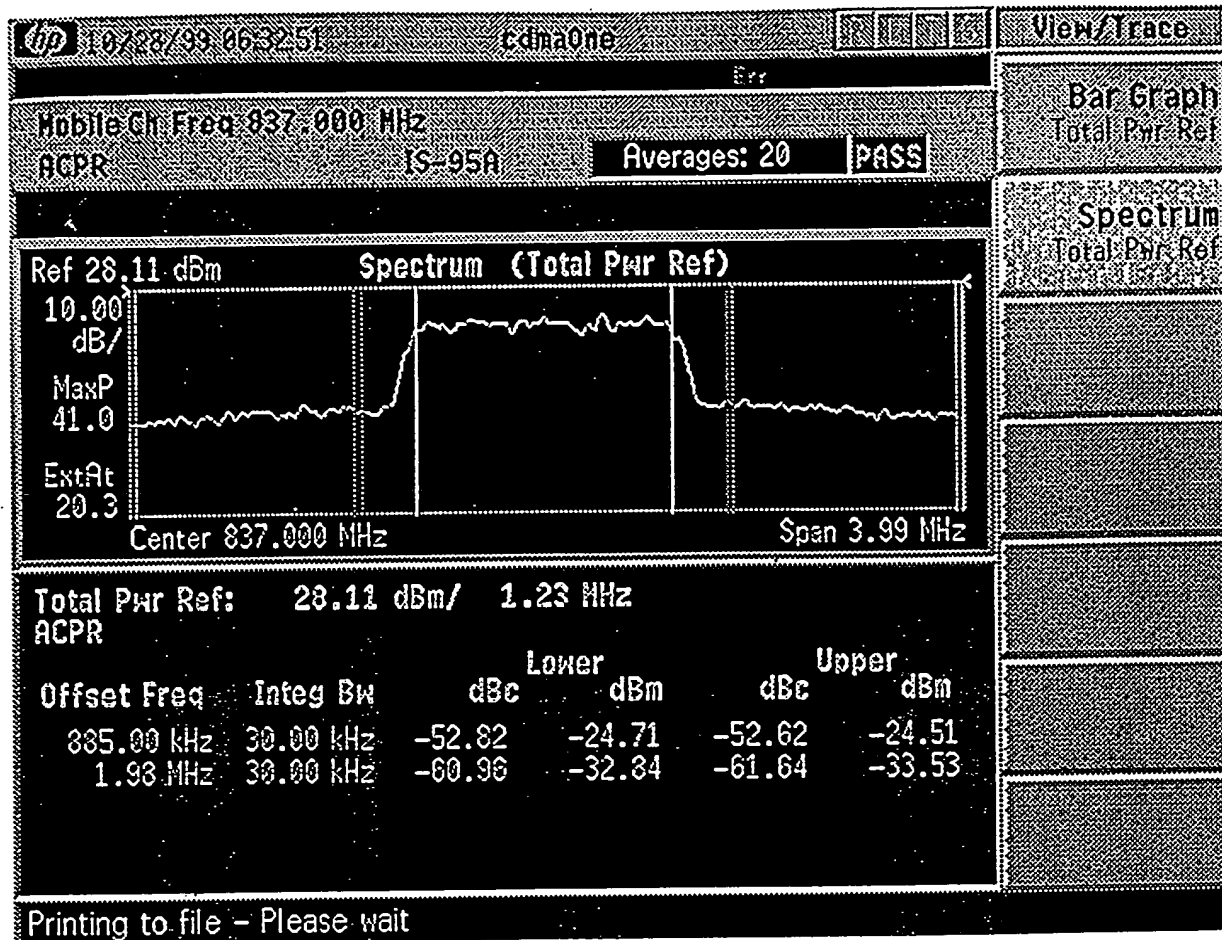 hp 10/28/99 06:32:51 cdmaOne
View/Trace
Err
Mobile Ch Freq 837.000 MHz
ACPR IS-95A Averages: 20 PASS
Bar Graph
Total Pwr Ref
Spectrum
Total Pwr Ref
Ref 28.11 dBm Spectrum (Total Pwr Ref)
10.00
dB/
MaxP
41.0
ExtAt
20.3
Center 837.000 MHz Span 3.99 MHz
Total Pwr Ref: 28.11 dBm/ 1.23 MHz
ACPR
Lower Upper
Offset Freq Integ Bw dBc dBm dBc dBm
885.00 kHz 30.00 kHz -52.82 -24.71 -52.62 -24.51
1.98 MHz 30.00 kHz -60.96 -32.84 -61.64 -33.53
Printing to file - Please wait